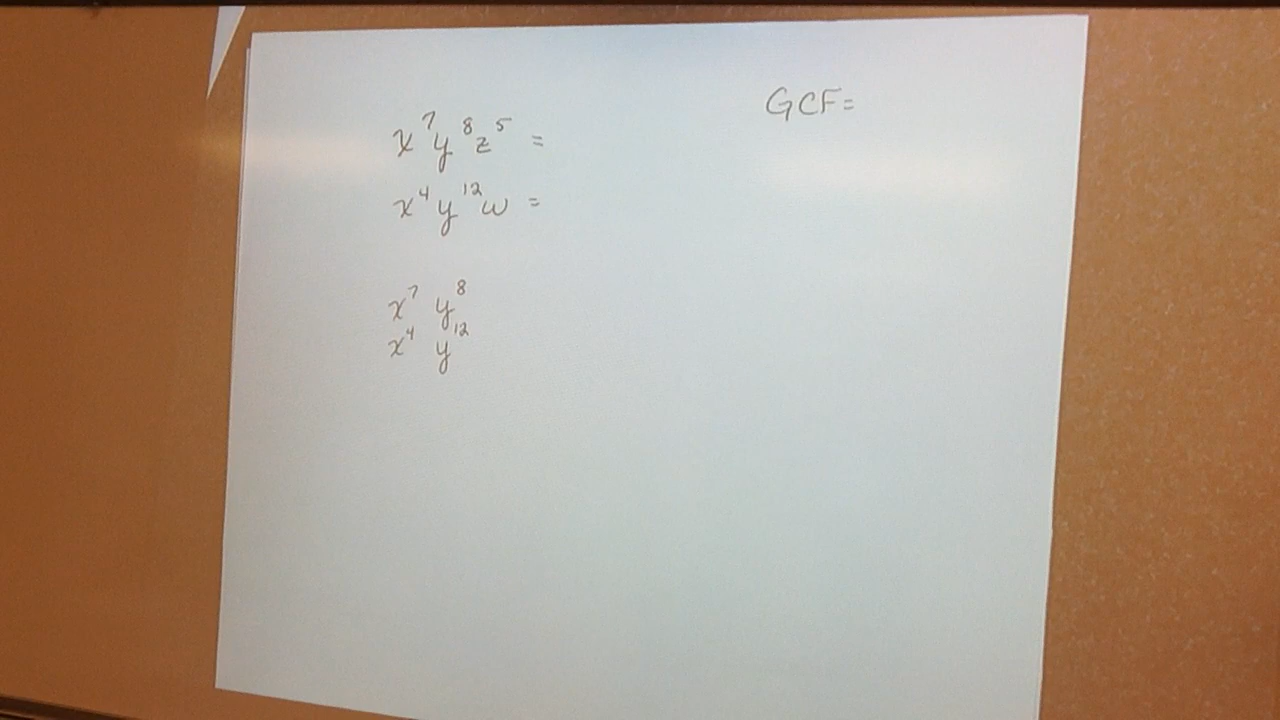 GCF=
x⁷y⁸z⁵ =
x⁴y¹²w =
x⁷ y⁸
x⁴ y¹²